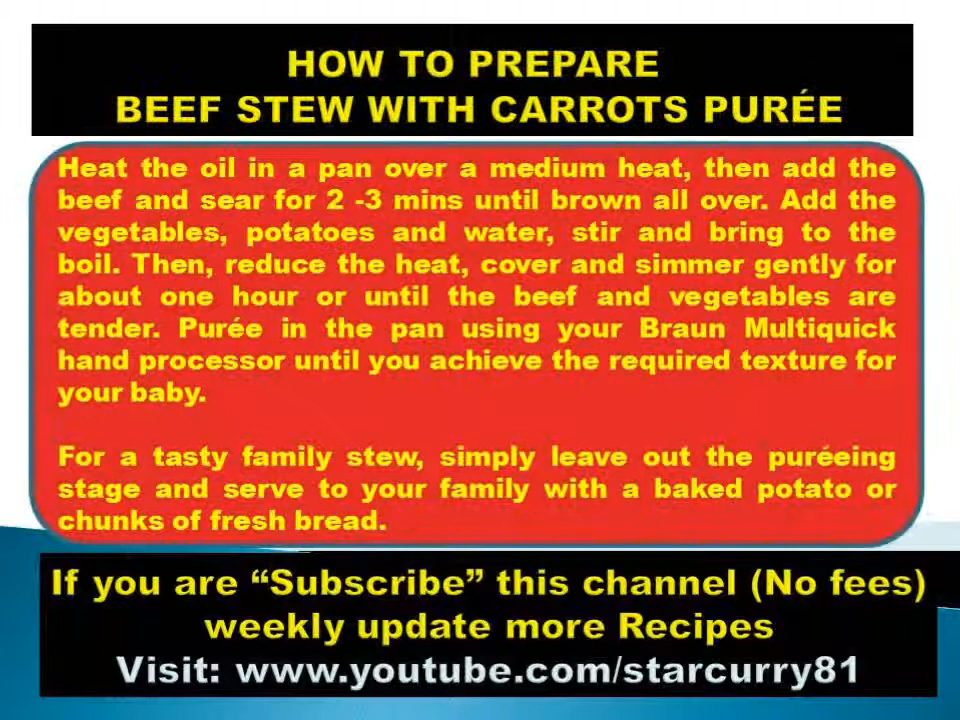 HOW TO PREPARE
BEEF STEW WITH CARROTS PURÉE
Heat the oil in a pan over a medium heat, then add the
beef and sear for 2 -3 mins until brown all over. Add the
vegetables, potatoes and water, stir and bring to the
boil. Then, reduce the heat, cover and simmer gently for
about one hour or until the beef and vegetables are
tender. Purée in the pan using your Braun Multiquick
hand processor until you achieve the required texture for
your baby.
For a tasty family stew, simply leave out the puréeing
stage and serve to your family with a baked potato or
chunks of fresh bread.
If you are “Subscribe” this channel (No fees)
weekly update more Recipes
Visit: www.youtube.com/starcurry81